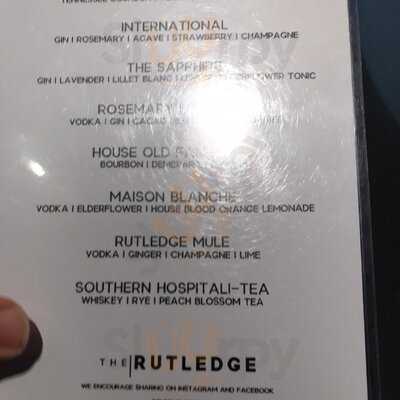 INTERNATIONAL
GIN | ROSEMARY | AGAVE | STRAWBERRY | CHAMPAGNE
THE SAPPHIRE
GIN | LAVENDER | LILLET BLANC | TONIC
ROSEMARY
VODKA | GIN | CACAO
HOUSE OLD
BOURBON | DEMERARA
MAISON BLANCHE
VODKA | ELDERFLOWER | HOUSE BLOOD ORANGE LEMONADE
RUTLEDGE MULE
VODKA | GINGER | CHAMPAGNE | LIME
SOUTHERN HOSPITALI-TEA
WHISKEY | RYE | PEACH BLOSSOM TEA
THE|RUTLEDGE
WE ENCOURAGE SHARING ON INSTAGRAM AND FACEBOOK